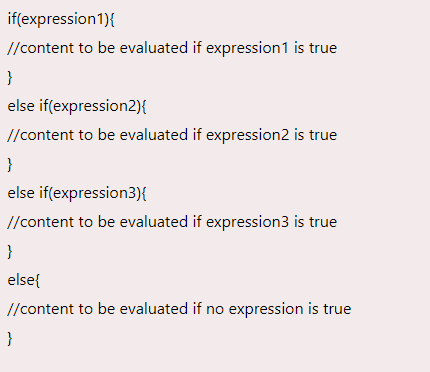 if(expression1){
//content to be evaluated if expression1 is true
}
else if(expression2){
//content to be evaluated if expression2 is true
}
else if(expression3){
//content to be evaluated if expression3 is true
}
else{
//content to be evaluated if no expression is true
}